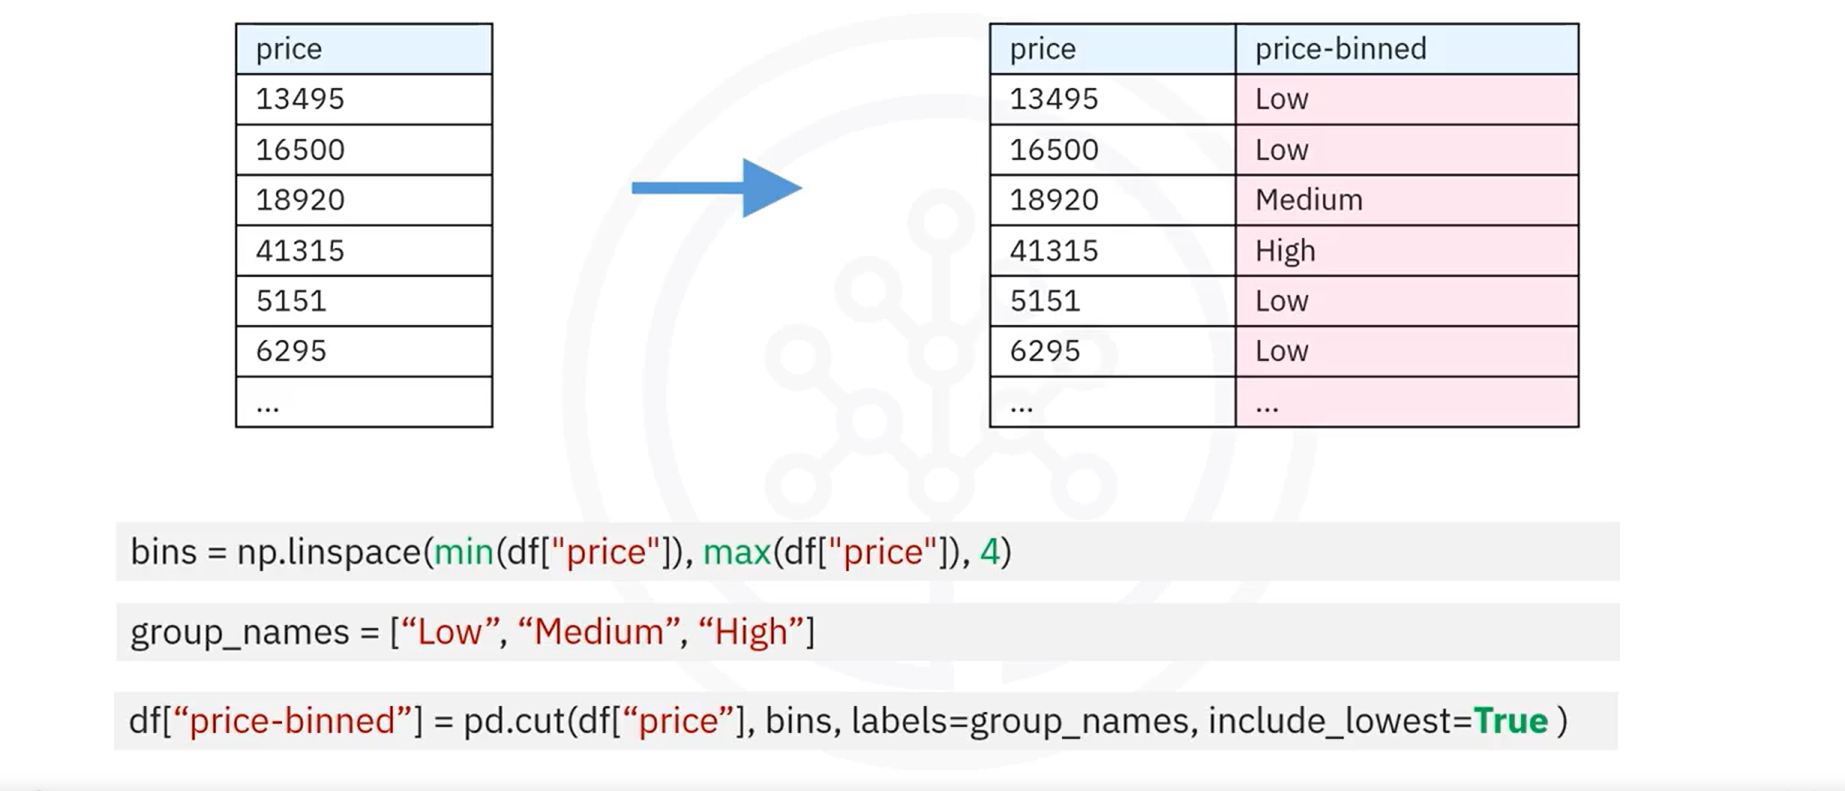 price
13495
16500
18920
41315
5151
6295
...
price price-binned
13495 Low
16500 Low
18920 Medium
41315 High
5151 Low
6295 Low
... ...
bins = np.linspace(min(df["price"]), max(df["price"]), 4)
group_names = [“Low”, “Medium”, “High”]
df[“price-binned”] = pd.cut(df[“price”], bins, labels=group_names, include_lowest=True )